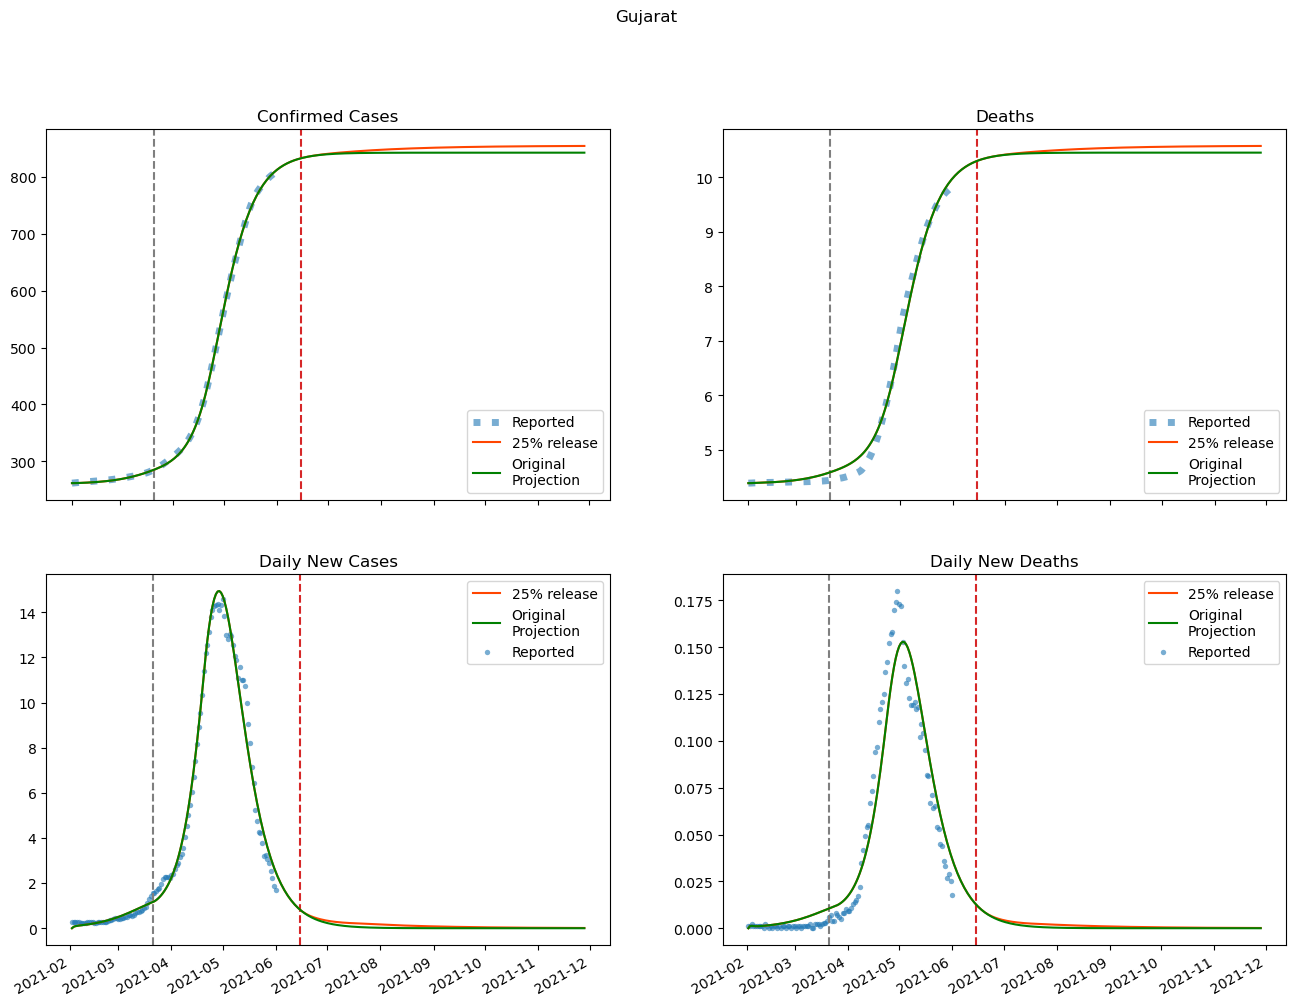 Gujarat
Confirmed Cases
800
700
600
500
400
300
Reported
25% release
Original
Projection
Deaths
10
9
8
7
6
5
Reported
25% release
Original
Projection
Daily New Cases
14
12
10
8
6
4
2
0
25% release
Original
Projection
Reported
2021-02
2021-03
2021-04
2021-05
2021-06
2021-07
2021-08
2021-09
2021-10
2021-11
2021-12
Daily New Deaths
0.175
0.150
0.125
0.100
0.075
0.050
0.025
0.000
25% release
Original
Projection
Reported
2021-02
2021-03
2021-04
2021-05
2021-06
2021-07
2021-08
2021-09
2021-10
2021-11
2021-12